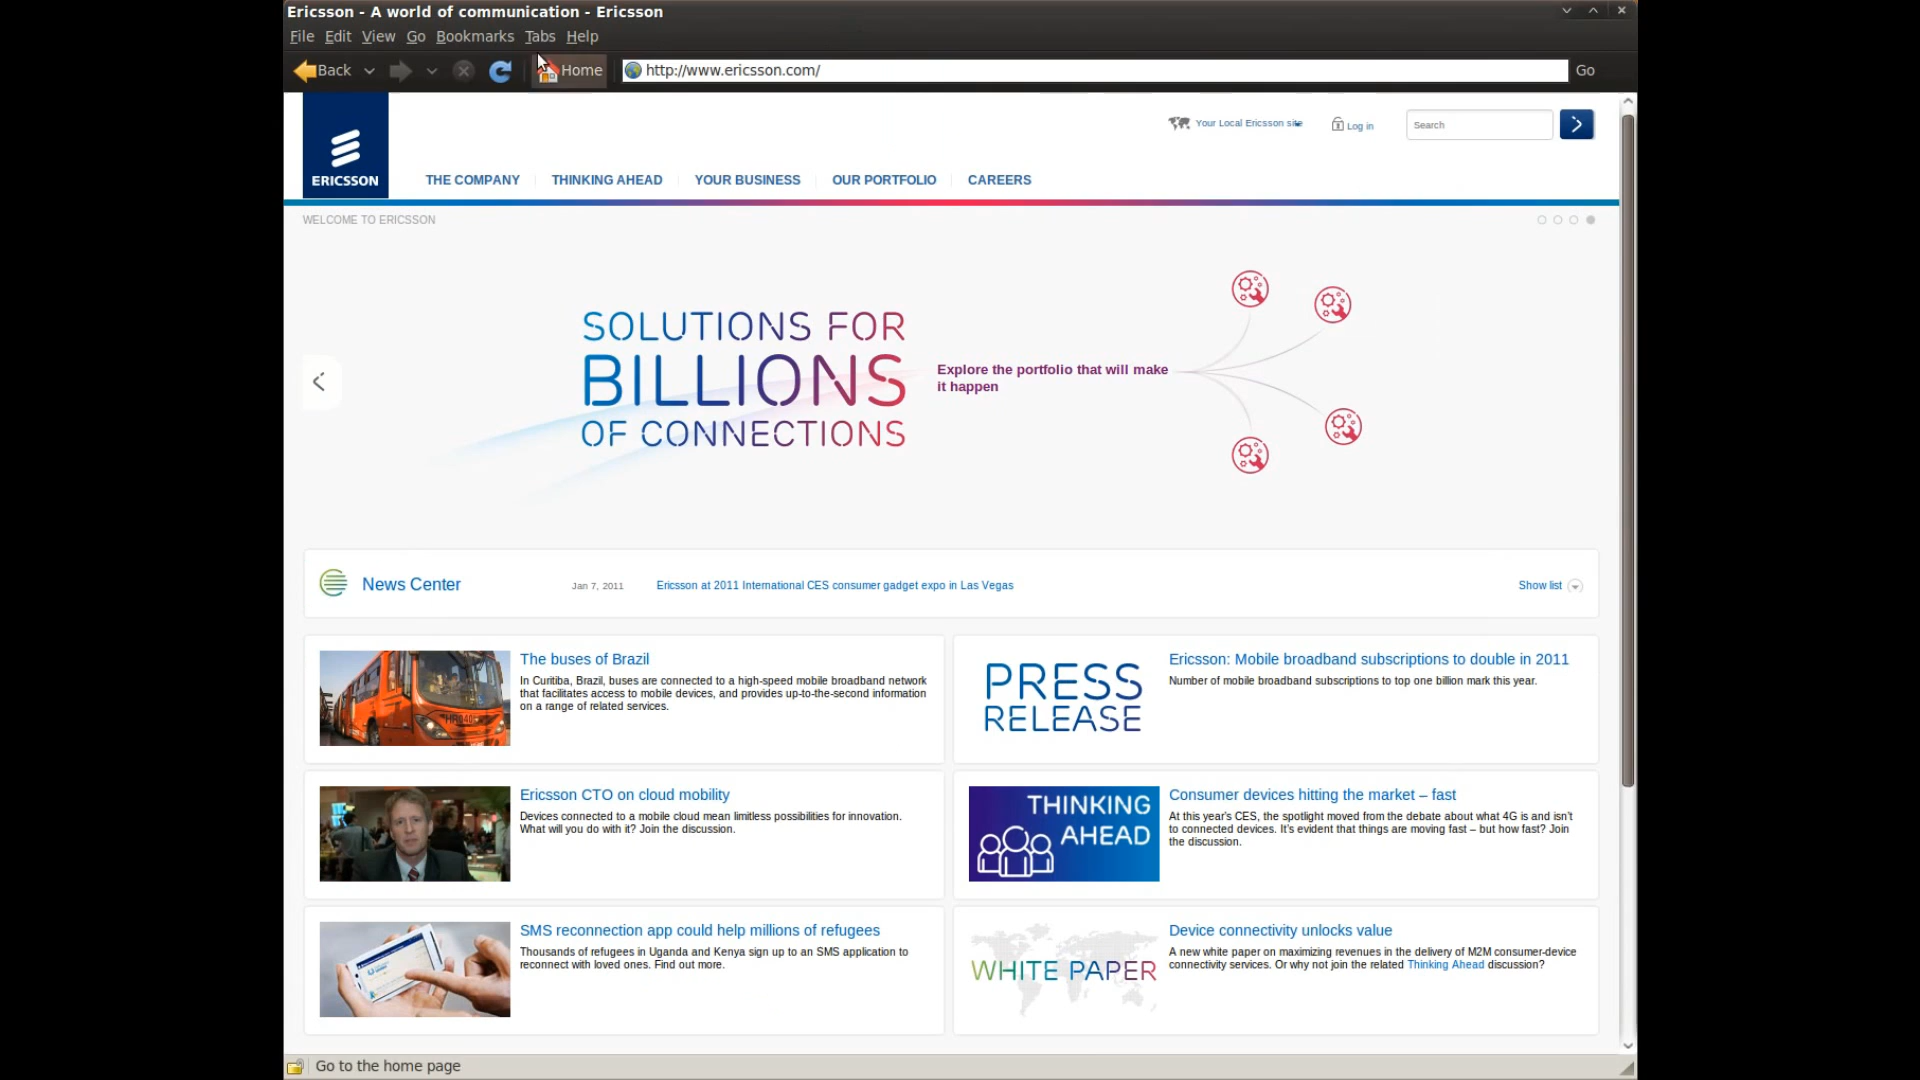 Ericsson - A world of communication - Ericsson
File Edit View Go Bookmarks Tabs Help
Back Home http://www.ericsson.com/ Go
Your Local Ericsson site Log in Search
ERICSSON
THE COMPANY THINKING AHEAD YOUR BUSINESS OUR PORTFOLIO CAREERS
WELCOME TO ERICSSON
SOLUTIONS FOR
BILLIONS
OF CONNECTIONS
Explore the portfolio that will make
it happen
News Center Jan 7, 2011 Ericsson at 2011 International CES consumer gadget expo in Las Vegas Show list
The buses of Brazil
In Curitiba, Brazil, buses are connected to a high-speed mobile broadband network
that facilitates access to mobile devices, and provides up-to-the-second information
on a range of related services.
PRESS
RELEASE
Ericsson: Mobile broadband subscriptions to double in 2011
Number of mobile broadband subscriptions to top one billion mark this year.
Ericsson CTO on cloud mobility
Devices connected to a mobile cloud mean limitless possibilities for innovation.
What will you do with it? Join the discussion.
THINKING
AHEAD
Consumer devices hitting the market – fast
At this year's CES, the spotlight moved from the debate about what 4G is and isn't
to connected devices. It's evident that things are moving fast – but how fast? Join
the discussion.
SMS reconnection app could help millions of refugees
Thousands of refugees in Uganda and Kenya sign up to an SMS application to
reconnect with loved ones. Find out more.
WHITE PAPER
Device connectivity unlocks value
A new white paper on maximizing revenues in the delivery of M2M consumer-device
connectivity services. Or why not join the related Thinking Ahead discussion?
Go to the home page